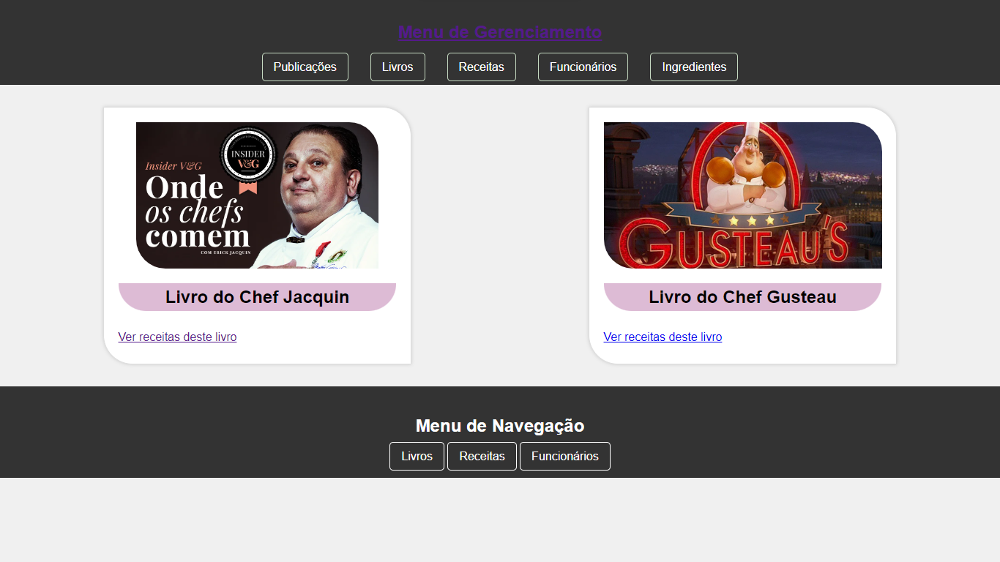 Menu de Gerenciamento
Publicações Livros Receitas Funcionários Ingredientes
INSIDER
V&G
Insider V&G
Onde
os chefs
comem
COM ERICK JACQUIN
GUSTEAU'S
Livro do Chef Jacquin
Livro do Chef Gusteau
Ver receitas deste livro
Ver receitas deste livro
Menu de Navegação
Livros Receitas Funcionários